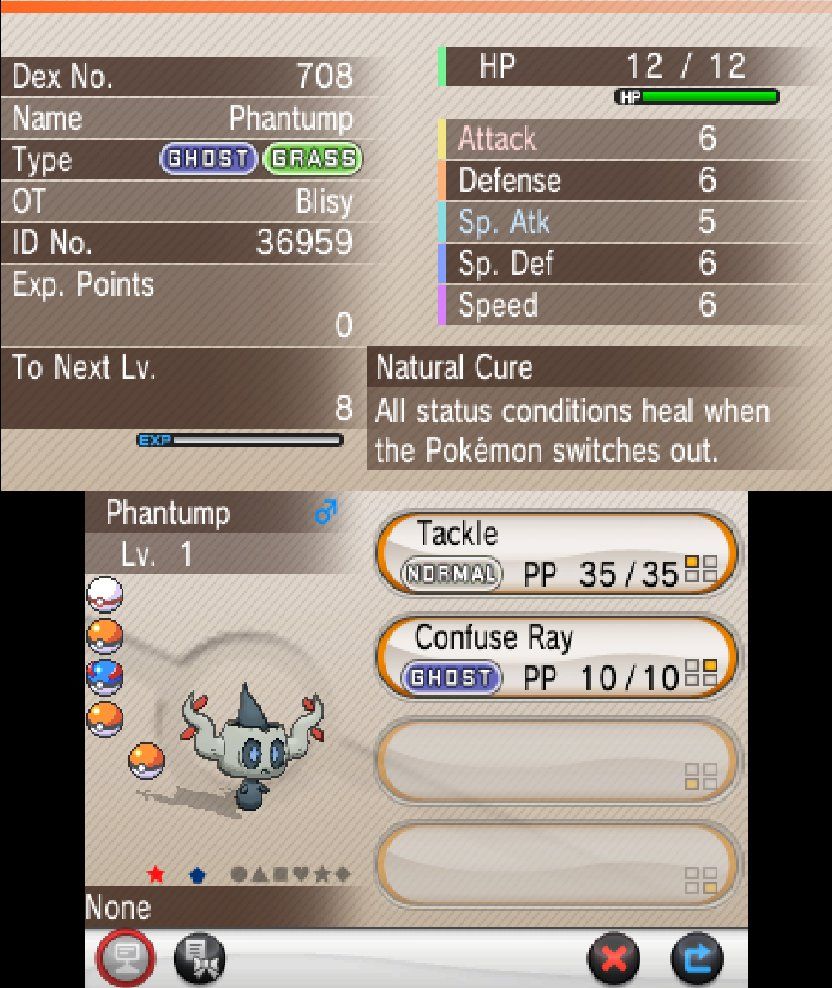 Dex No. 708
Name Phantump
Type GHOST GRASS
OT Blisy
ID No. 36959
Exp. Points
0
To Next Lv.
8
EXP
HP 12 / 12
HP
Attack 6
Defense 6
Sp. Atk 5
Sp. Def 6
Speed 6
Natural Cure
All status conditions heal when
the Pokémon switches out.
Phantump ♂
Lv. 1
Tackle
NORMAL PP 35/35
Confuse Ray
GHOST PP 10/10
None